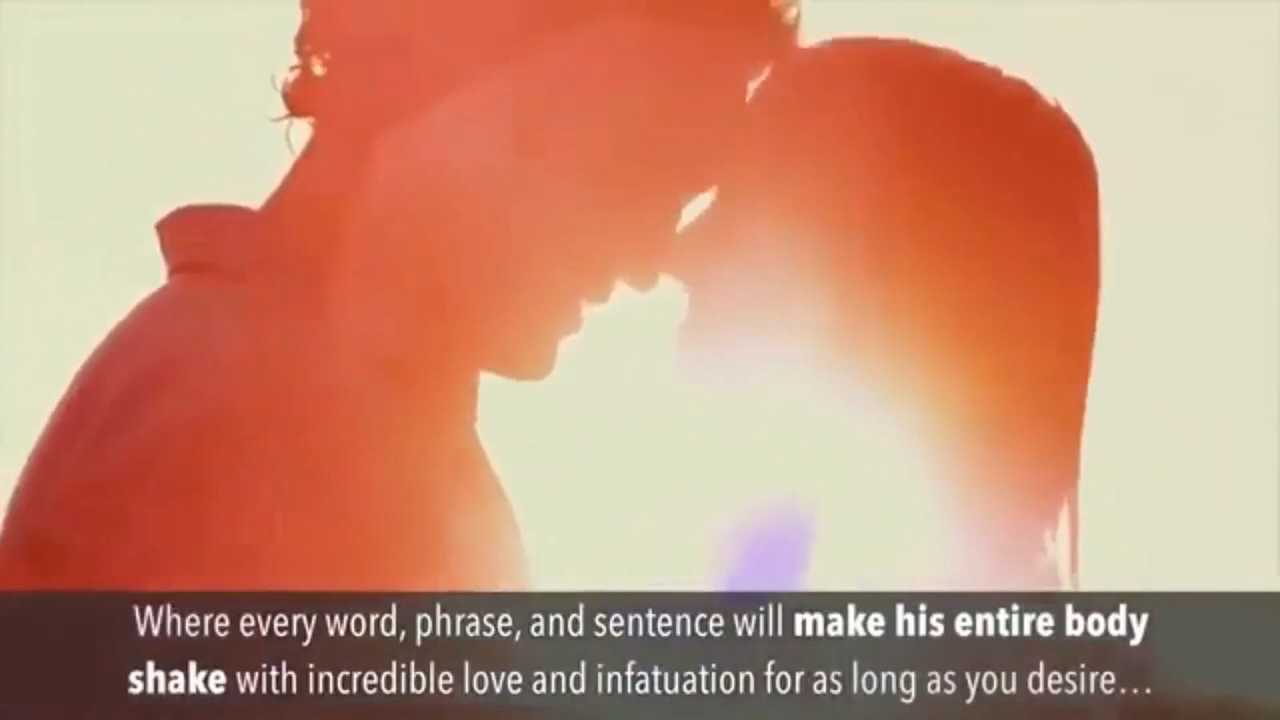 Where every word, phrase, and sentence will make his entire body
shake with incredible love and infatuation for as long as you desire…